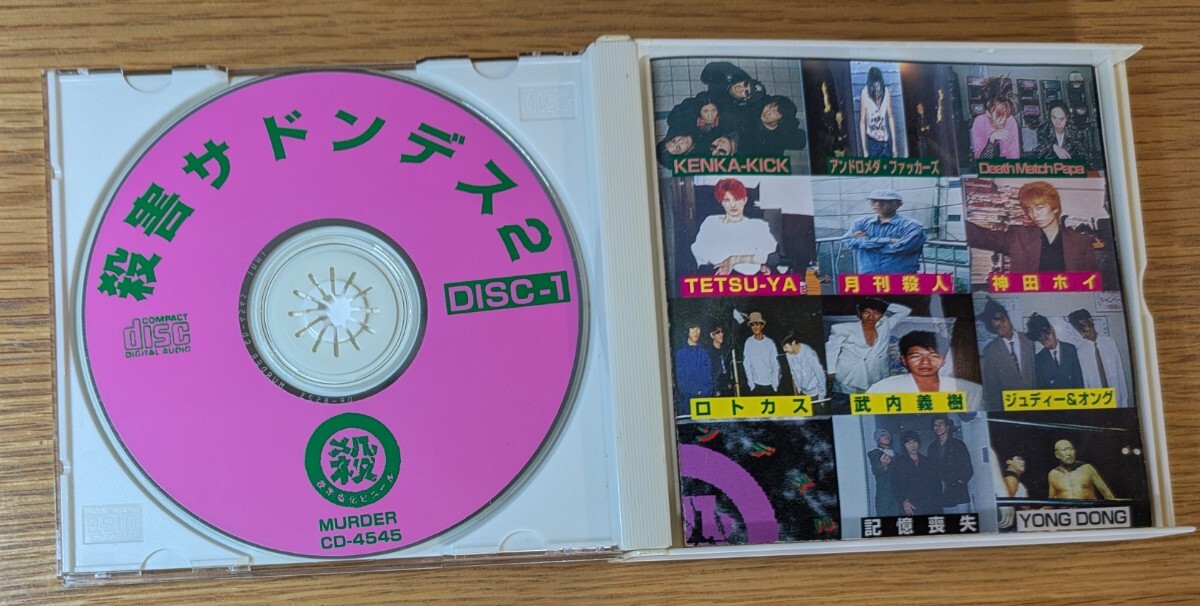 殺害サドンデス2
DISC-1
COMPACT
disc
DIGITAL AUDIO
殺
MURDER
CD-4545
KENKA-KICK
アンドロメダ・ファッカーズ
Death Match Papa
TETSU-YA
月刊殺人
神田ホイ
ロトカス
武内義樹
ジュディー&オング
記憶喪失
YONG DONG